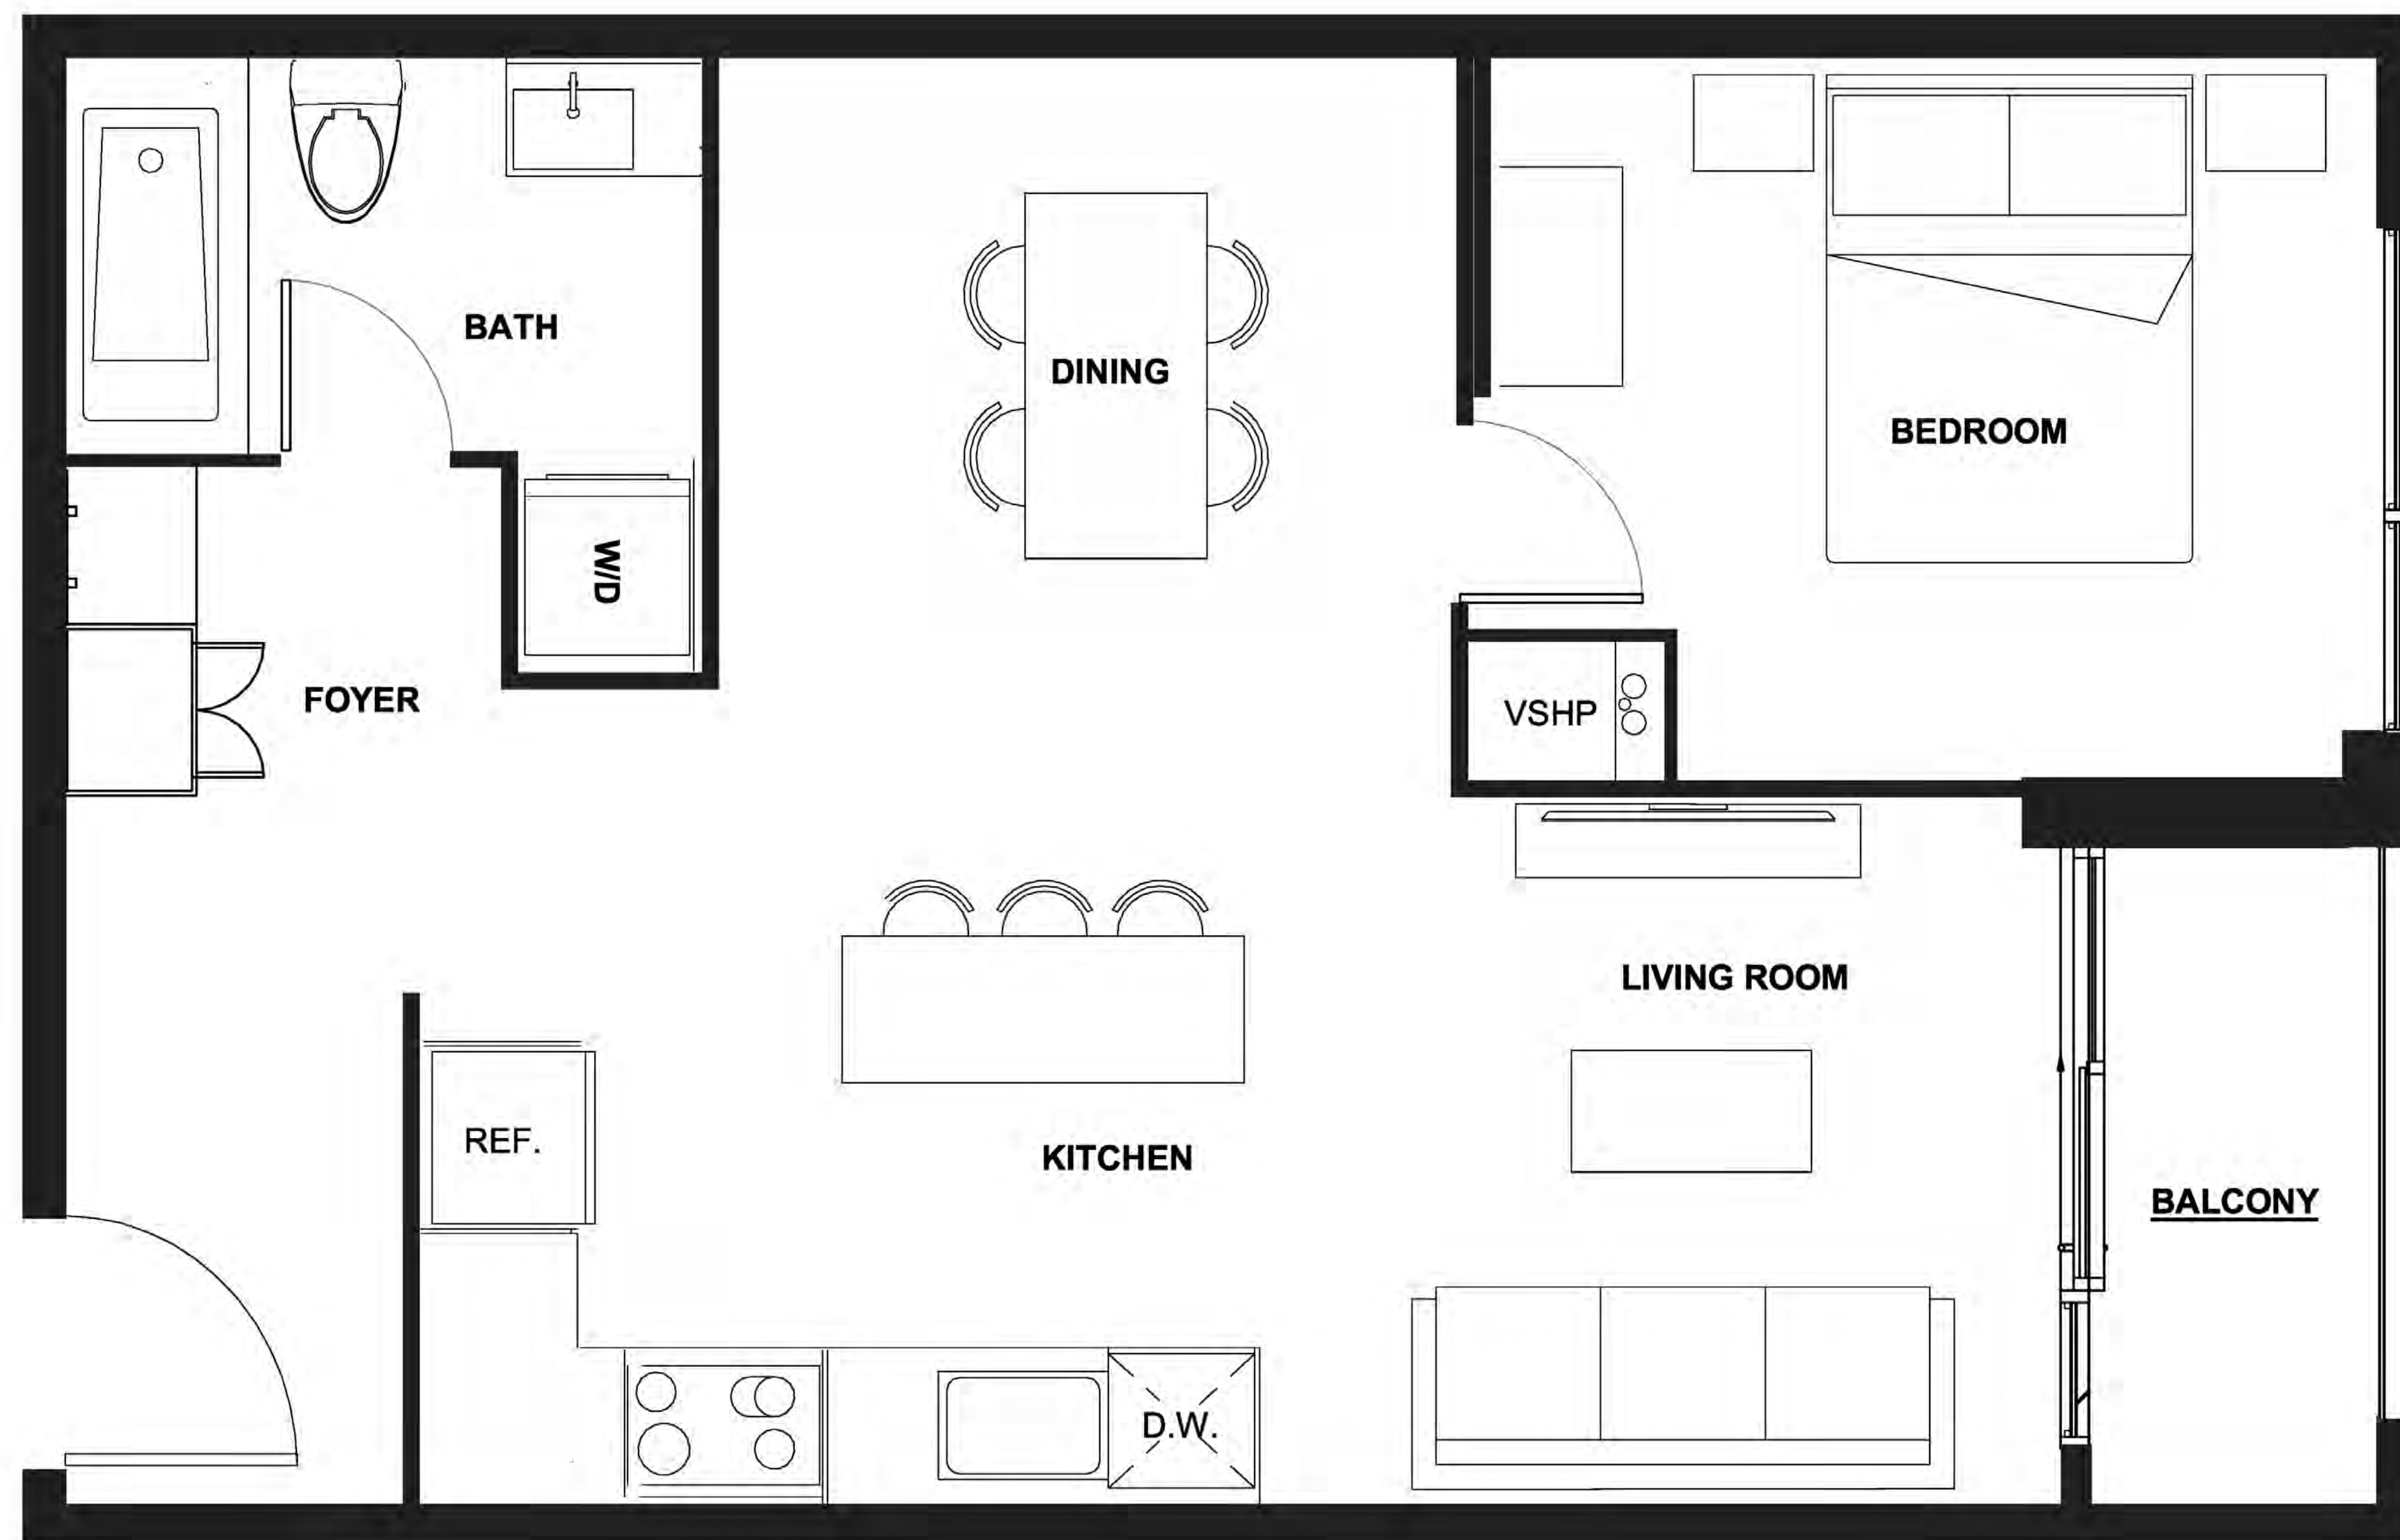 BATH
DINING
BEDROOM
W/D
FOYER
VSHP
LIVING ROOM
REF.
KITCHEN
BALCONY
D.W.